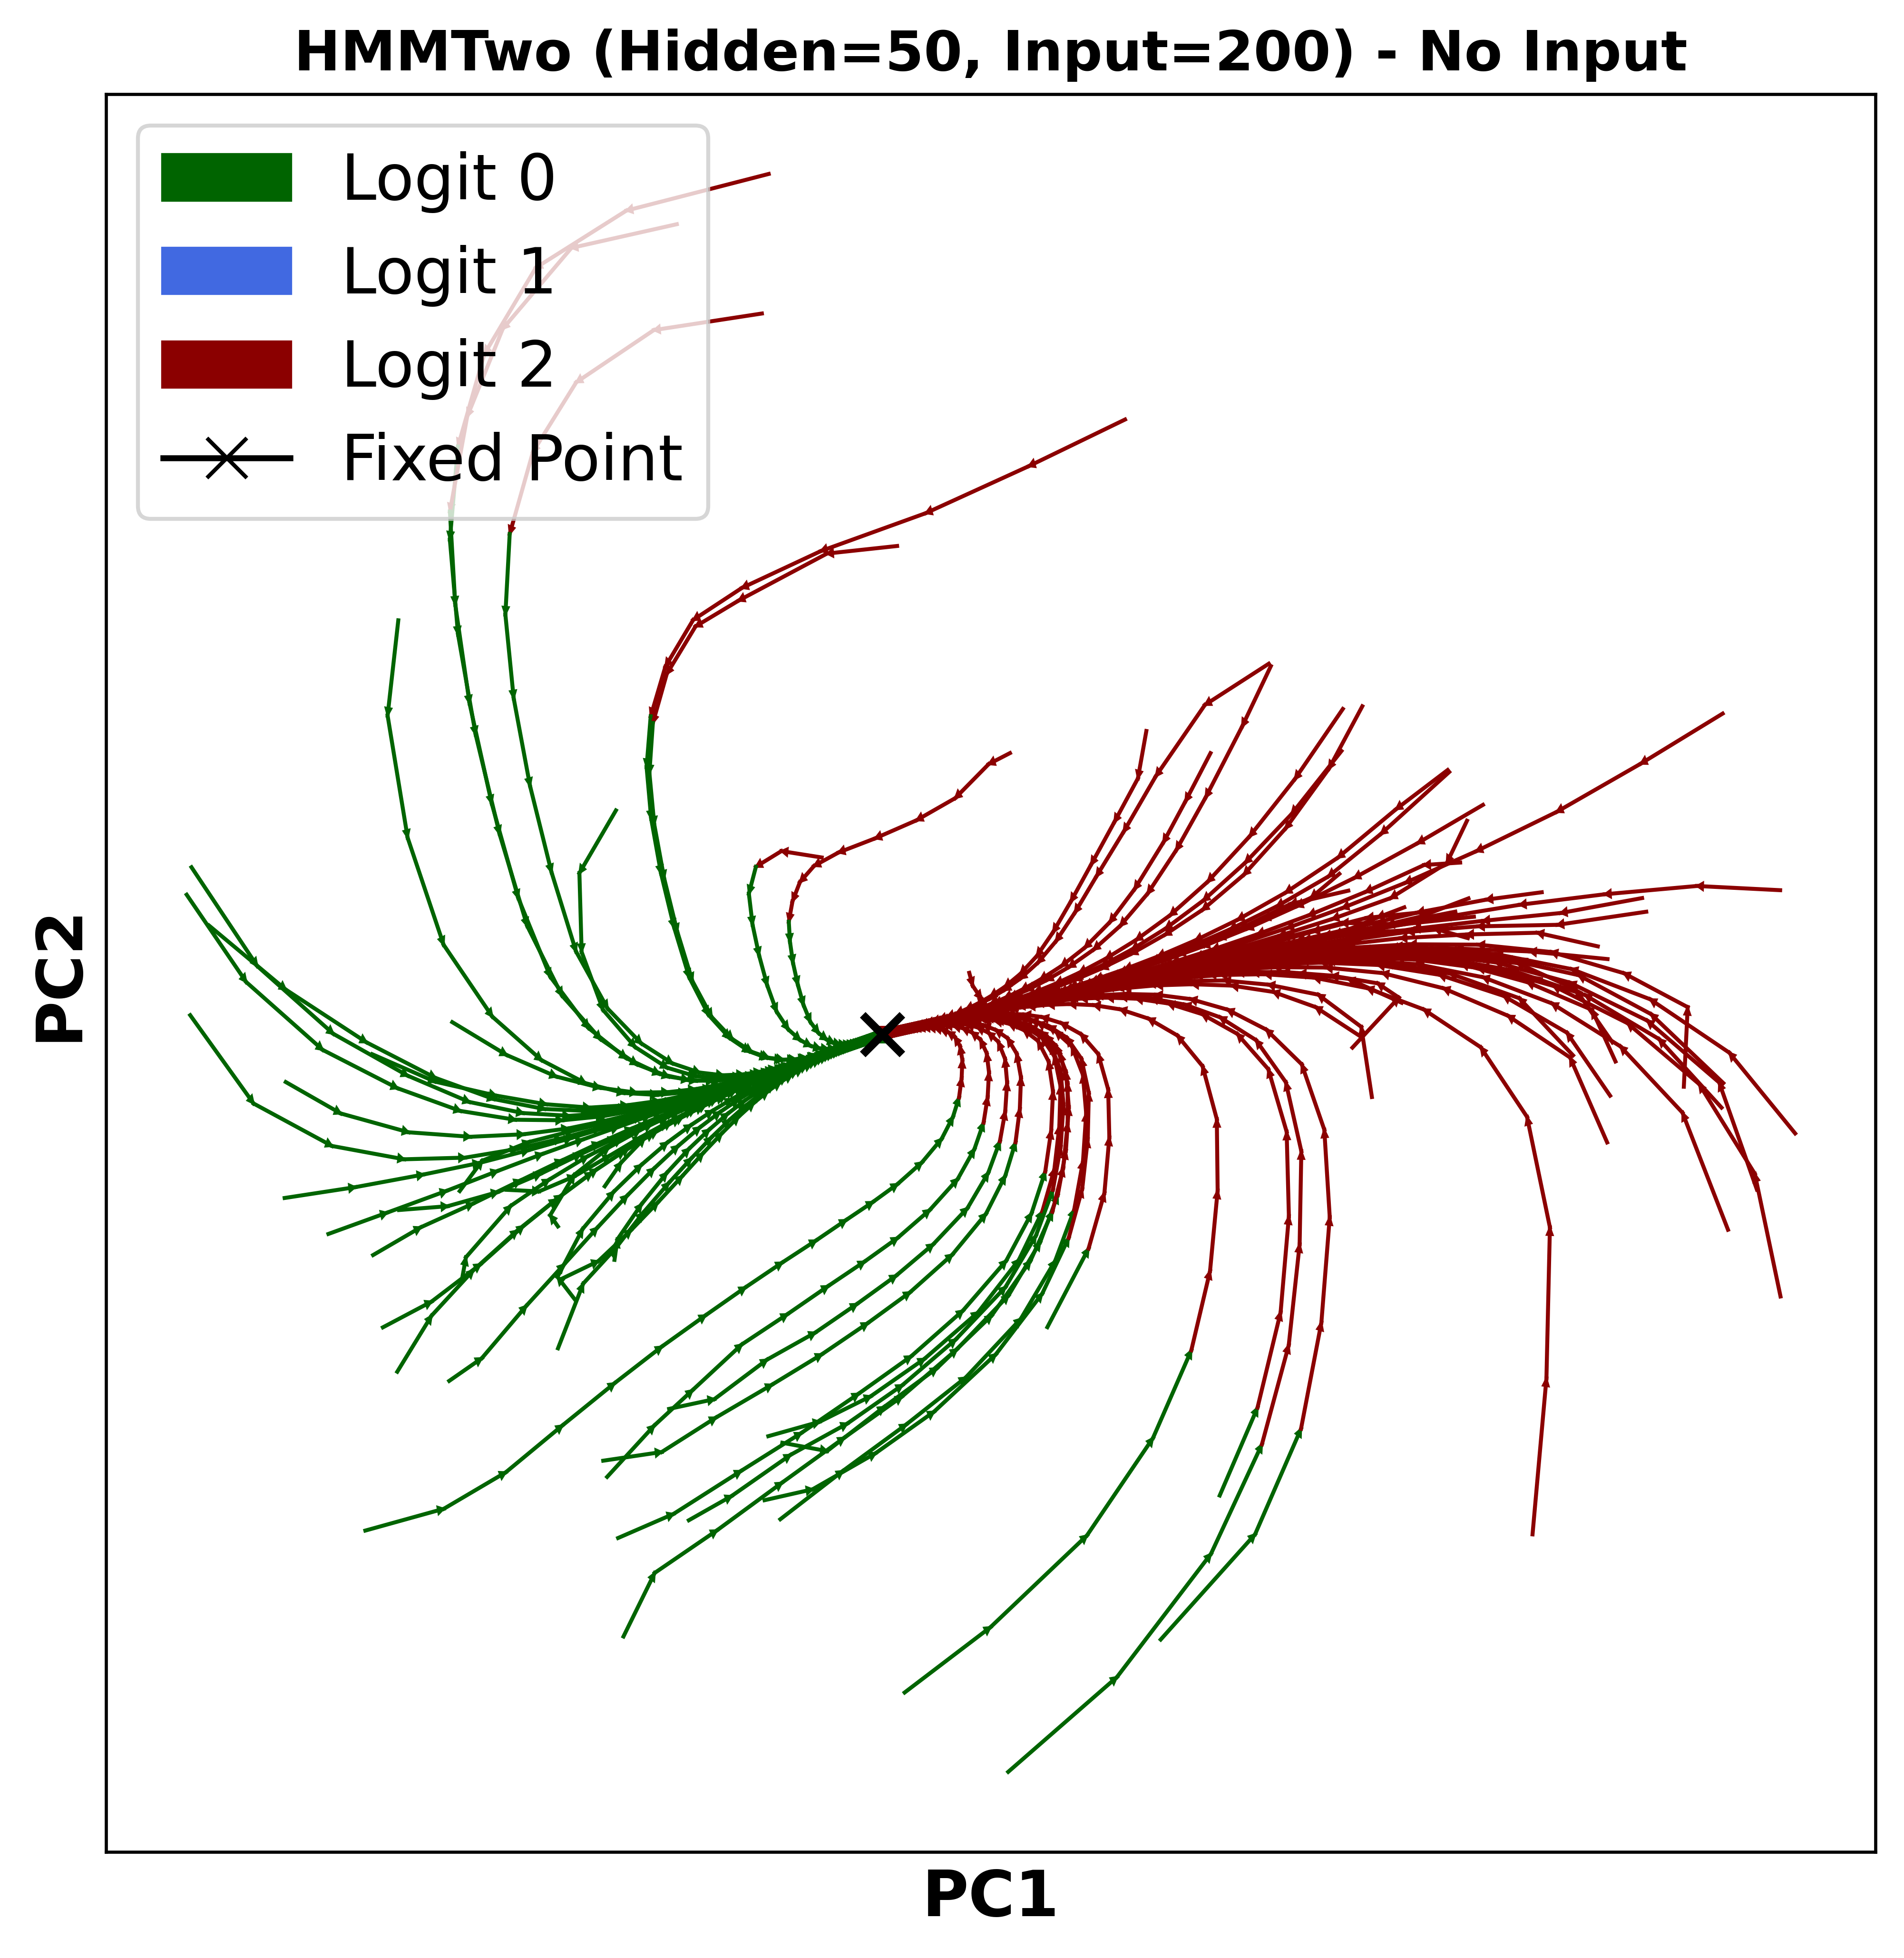 HMMTwo (Hidden=50, Input=200) - No Input
Logit 0
Logit 1
Logit 2
Fixed Point
PC2
PC1